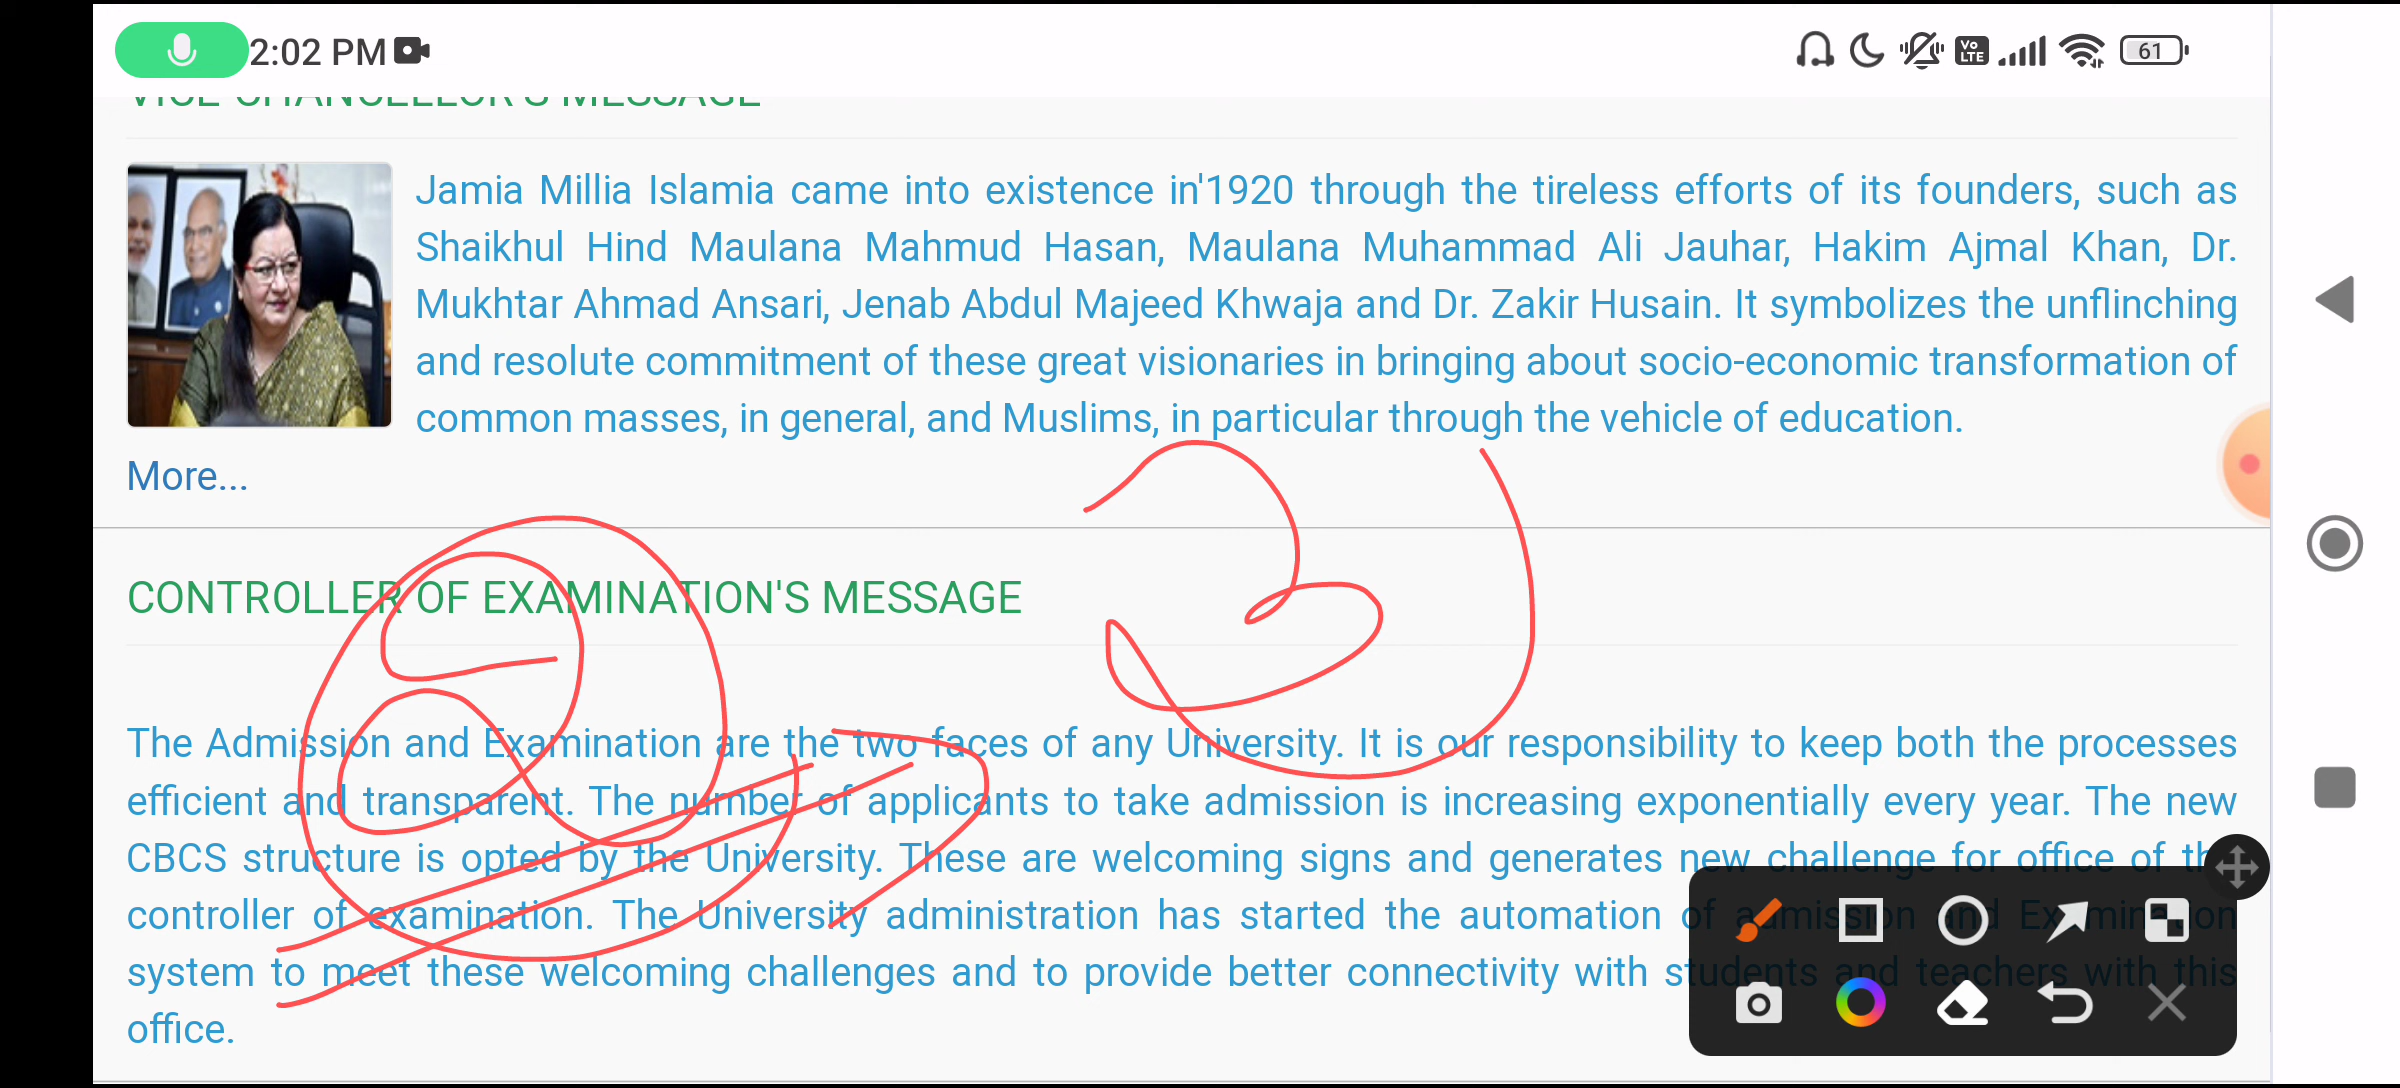 2:02 PM
Vo LTE
61
VICE CHANCELLOR'S MESSAGE
Jamia Millia Islamia came into existence in'1920 through the tireless efforts of its founders, such as
Shaikhul Hind Maulana Mahmud Hasan, Maulana Muhammad Ali Jauhar, Hakim Ajmal Khan, Dr.
Mukhtar Ahmad Ansari, Jenab Abdul Majeed Khwaja and Dr. Zakir Husain. It symbolizes the unflinching
and resolute commitment of these great visionaries in bringing about socio-economic transformation of
common masses, in general, and Muslims, in particular through the vehicle of education.
More...
CONTROLLER OF EXAMINATION'S MESSAGE
The Admission and Examination are the two faces of any University. It is our responsibility to keep both the processes
efficient and transparent. The number of applicants to take admission is increasing exponentially every year. The new
CBCS structure is opted by the University. These are welcoming signs and generates new challenge for office of the
controller of examination. The University administration has started the automation of admission and Examination
system to meet these welcoming challenges and to provide better connectivity with students and teachers with this
office.